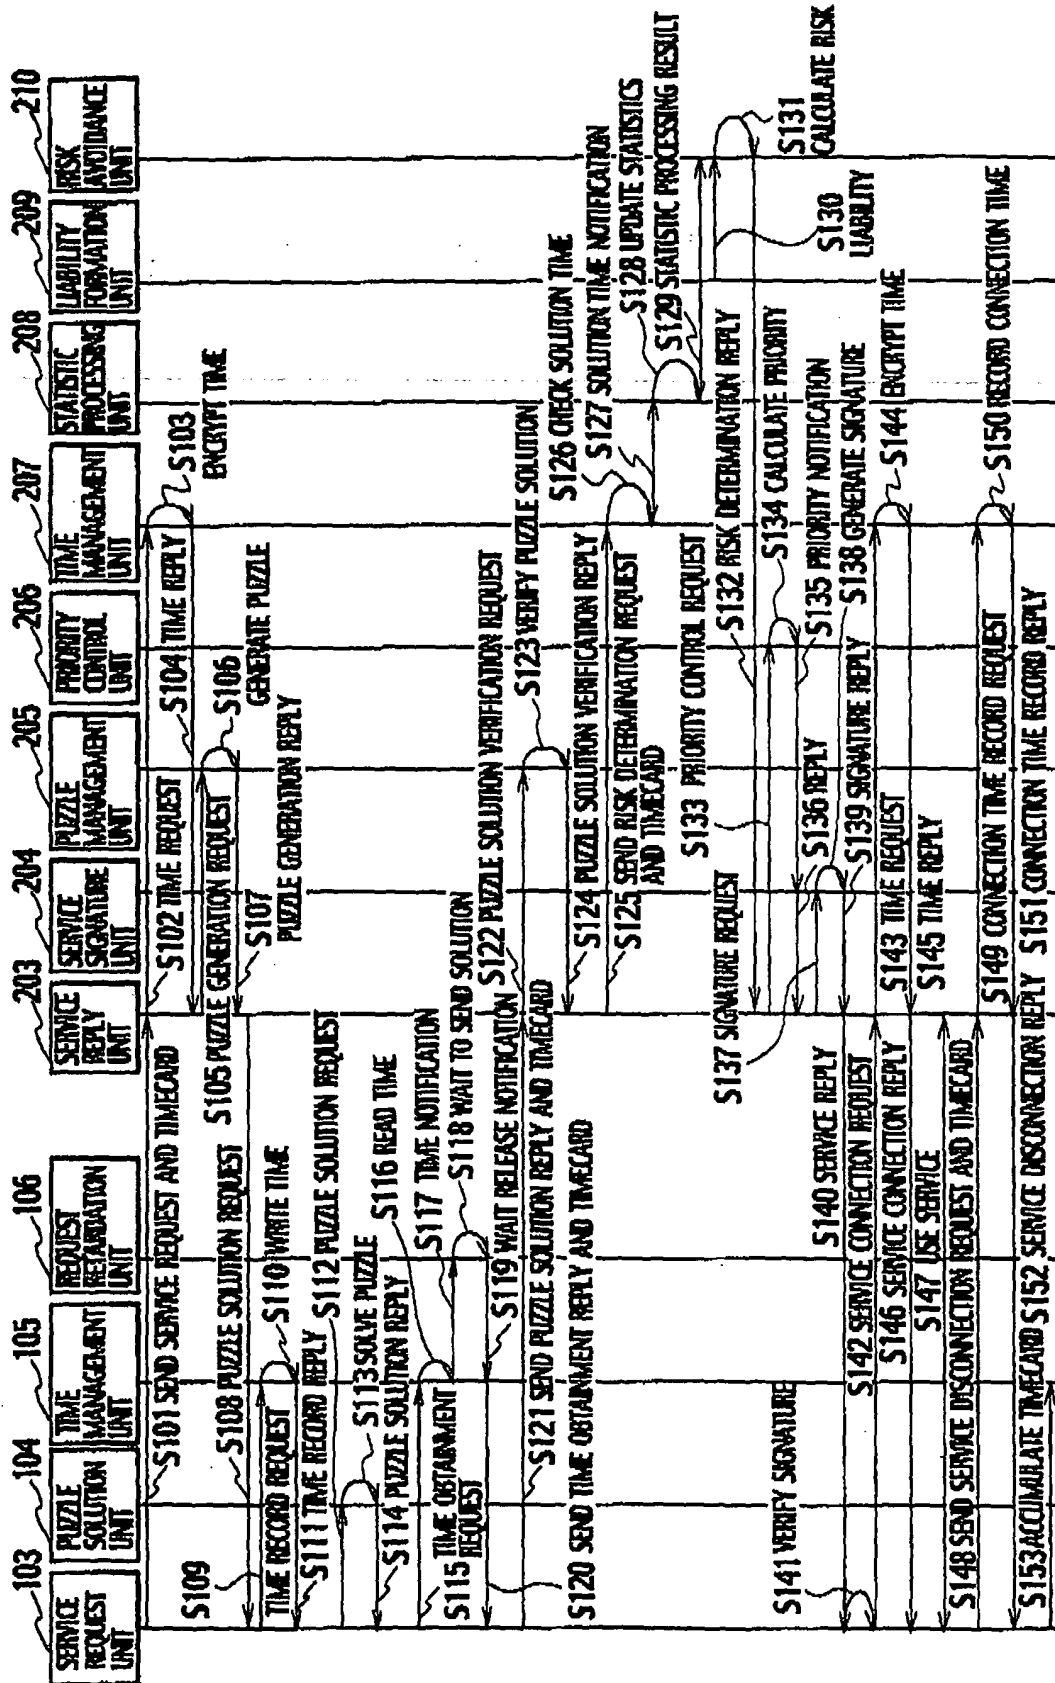 103
SERVICE
REQUEST
UNIT
104
PUZZLE
SOLUTION
UNIT
105
TIME
MANAGEMENT
UNIT
106
REQUEST
RETARDATION
UNIT
203
SERVICE
REPLY
UNIT
204
SERVICE
SIGNATURE
UNIT
205
PUZZLE
MANAGEMENT
UNIT
206
PRIORITY
CONTROL
UNIT
207
TIME
MANAGEMENT
UNIT
208
STATISTIC
PROCESSING
UNIT
209
LIABILITY
FORMATION
UNIT
210
RISK
AVOIDANCE
UNIT
S101 SEND SERVICE REQUEST AND TIMECARD
S102 TIME REQUEST
S103
ENCRYPT TIME
S104 TIME REPLY
S105 PUZZLE GENERATION REQUEST
S106
GENERATE PUZZLE
S107
PUZZLE GENERATION REPLY
S108 PUZZLE SOLUTION REQUEST
S109
TIME RECORD REQUEST
S110 WRITE TIME
S111 TIME RECORD REPLY
S112 PUZZLE SOLUTION REQUEST
S113 SOLVE PUZZLE
S114 PUZZLE SOLUTION REPLY
S115 TIME OBTAINMENT
REQUEST
S116 READ TIME
S117 TIME NOTIFICATION
S118 WAIT TO SEND SOLUTION
S119 WAIT RELEASE NOTIFICATION
S120 SEND TIME OBTAINMENT REPLY AND TIMECARD
S121 SEND PUZZLE SOLUTION REPLY AND TIMECARD
S122 PUZZLE SOLUTION VERIFICATION REQUEST
S123 VERIFY PUZZLE SOLUTION
S124 PUZZLE SOLUTION VERIFICATION REPLY
S125 SEND RISK DETERMINATION REQUEST
AND TIMECARD
S126 CHECK SOLUTION TIME
S127 SOLUTION TIME NOTIFICATION
S128 UPDATE STATISTICS
S129 STATISTIC PROCESSING RESULT
S130
LIABILITY
S131
CALCULATE RISK
S132 RISK DETERMINATION REPLY
S133 PRIORITY CONTROL REQUEST
S134 CALCULATE PRIORITY
S135 PRIORITY NOTIFICATION
S136 REPLY
S137 SIGNATURE REQUEST
S138 GENERATE SIGNATURE
S139 SIGNATURE REPLY
S140 SERVICE REPLY
S141 VERIFY SIGNATURE
S142 SERVICE CONNECTION REQUEST
S143 TIME REQUEST
S144 ENCRYPT TIME
S145 TIME REPLY
S146 SERVICE CONNECTION REPLY
S147 USE SERVICE
S148 SEND SERVICE DISCONNECTION REQUEST AND TIMECARD
S149 CONNECTION TIME RECORD REQUEST
S150 RECORD CONNECTION TIME
S151 CONNECTION TIME RECORD REPLY
S152 SERVICE DISCONNECTION REPLY
S153 ACCUMULATE TIMECARD